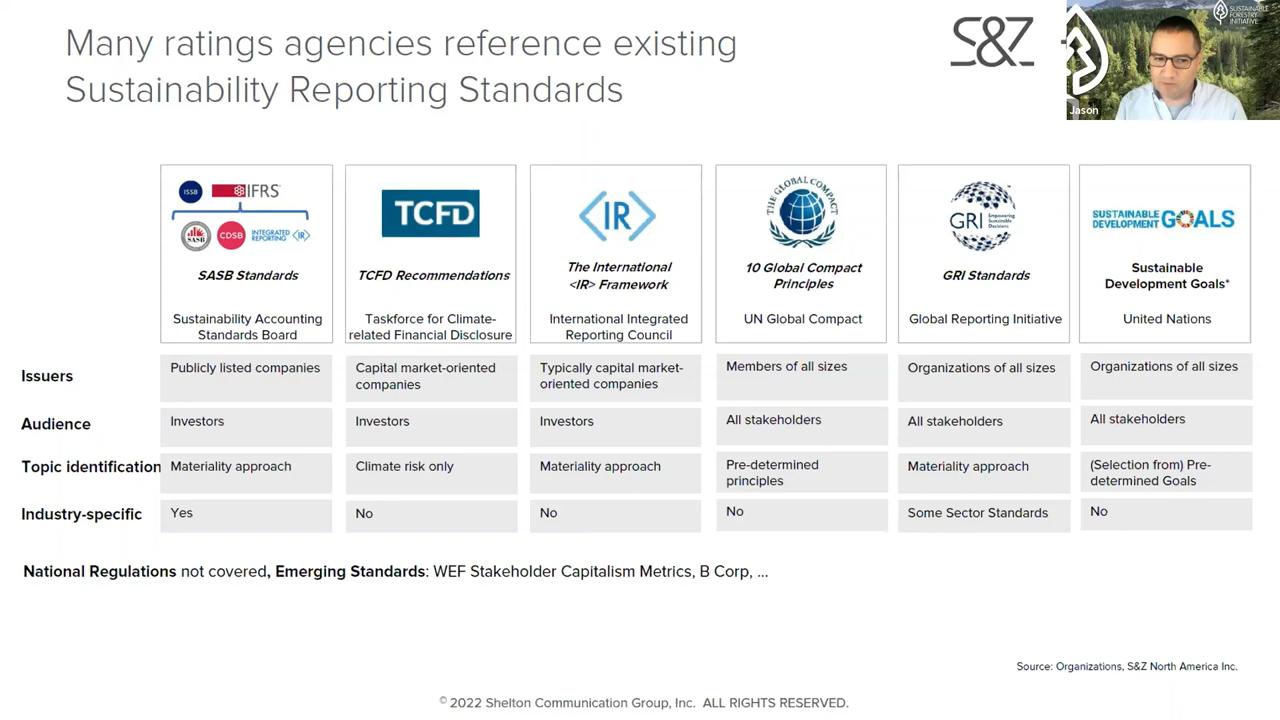 Many ratings agencies reference existing
Sustainability Reporting Standards
S&Z
SUSTAINABLE
FORESTRY
INITIATIVE
Jason
ISSB
IFRS
SASB
CDSB
INTEGRATED
REPORTING <IR>
SASB Standards
Sustainability Accounting
Standards Board
TCFD
TCFD Recommendations
Taskforce for Climate-
related Financial Disclosure
<IR>
The International
<IR> Framework
International Integrated
Reporting Council
THE GLOBAL COMPACT
10 Global Compact
Principles
UN Global Compact
GRI
Empowering
Sustainable
Decisions
GRI Standards
Global Reporting Initiative
SUSTAINABLE
DEVELOPMENT
GOALS
Sustainable
Development Goals*
United Nations
Issuers
Publicly listed companies
Capital market-oriented
companies
Typically capital market-
oriented companies
Members of all sizes
Organizations of all sizes
Organizations of all sizes
Audience
Investors
Investors
Investors
All stakeholders
All stakeholders
All stakeholders
Topic identification
Materiality approach
Climate risk only
Materiality approach
Pre-determined
principles
Materiality approach
(Selection from) Pre-
determined Goals
Industry-specific
Yes
No
No
No
Some Sector Standards
No
National Regulations not covered, Emerging Standards: WEF Stakeholder Capitalism Metrics, B Corp, ...
Source: Organizations, S&Z North America Inc.
© 2022 Shelton Communication Group, Inc. ALL RIGHTS RESERVED.